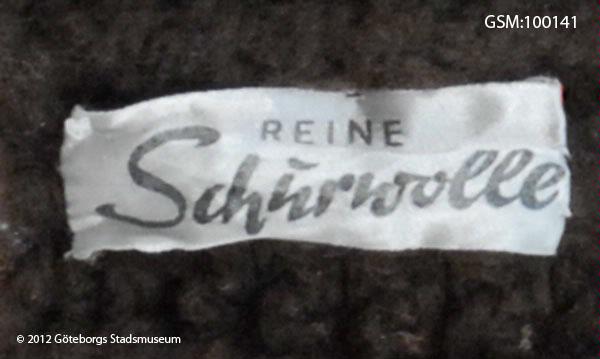 GSM:100141
REINE
Schurwolle
© 2012 Göteborgs Stadsmuseum